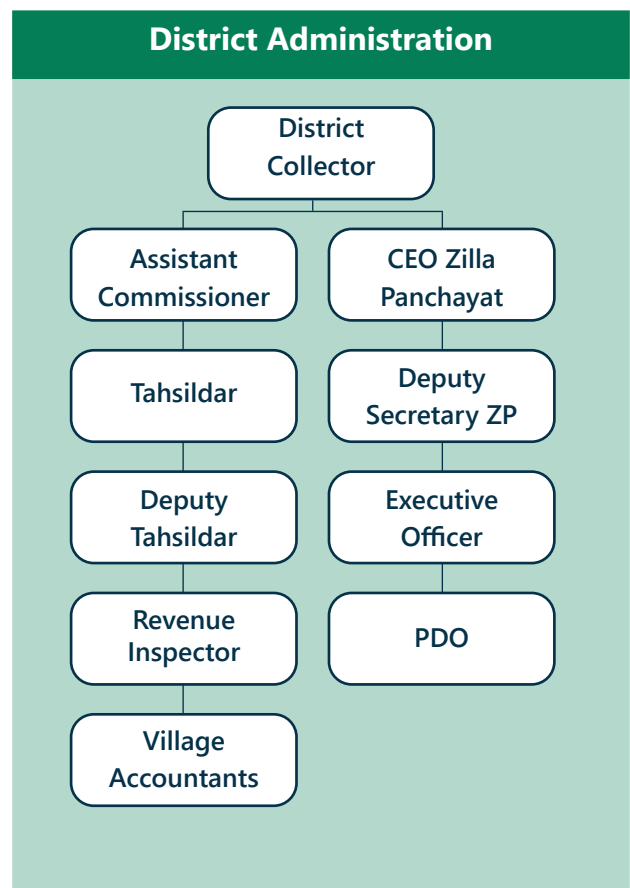 District Administration
District
Collector
Assistant
Commissioner
CEO Zilla
Panchayat
Tahsildar
Deputy
Secretary ZP
Deputy
Tahsildar
Executive
Officer
Revenue
Inspector
PDO
Village
Accountants